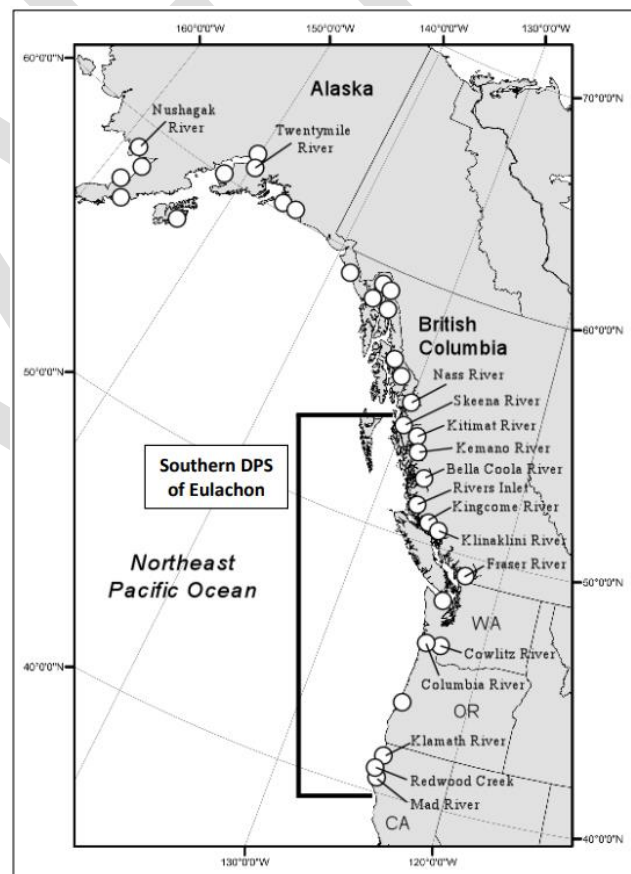 160°0'0"W
150°0'0"W
140°0'0"W
130°0'0"W
60°0'0"N
70°0'0"N
Alaska
Nushagak
River
Twentymile
River
British
Columbia
60°0'0"N
50°0'0"N
Nass River
Skeena River
Kitimat River
Kemano River
Southern DPS
of Eulachon
Bella Coola River
Rivers Inlet
Kingcome River
Klinaklini River
Northeast
Pacific Ocean
Fraser River
50°0'0"N
WA
40°0'0"N
Cowlitz River
Columbia River
OR
Klamath River
Redwood Creek
Mad River
CA
40°0'0"N
130°0'0"W
120°0'0"W